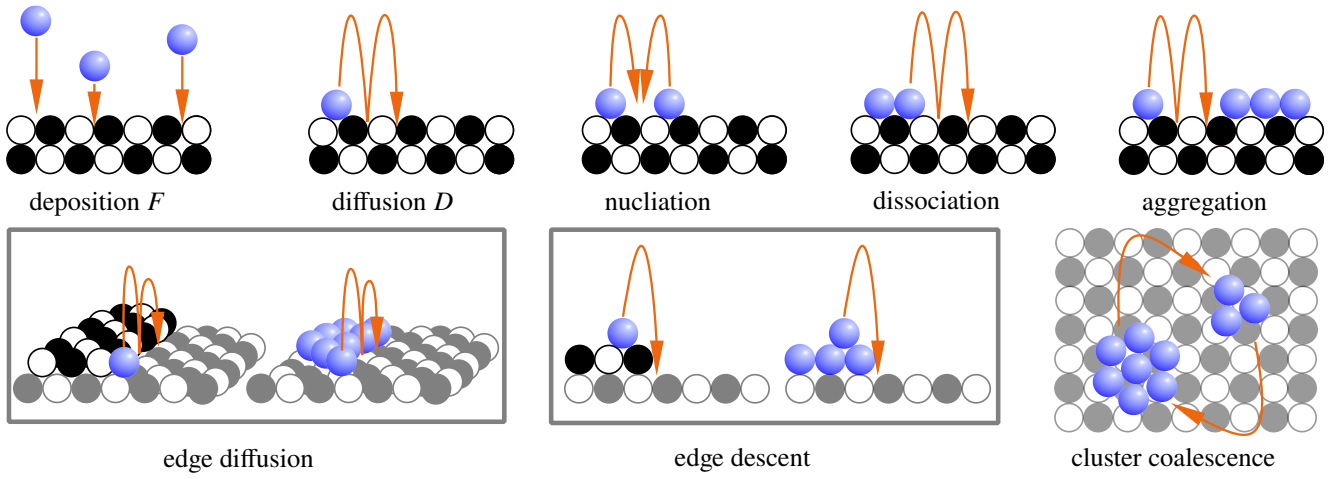 deposition F
diffusion D
nucliation
dissociation
aggregation
edge diffusion
edge descent
cluster coalescence